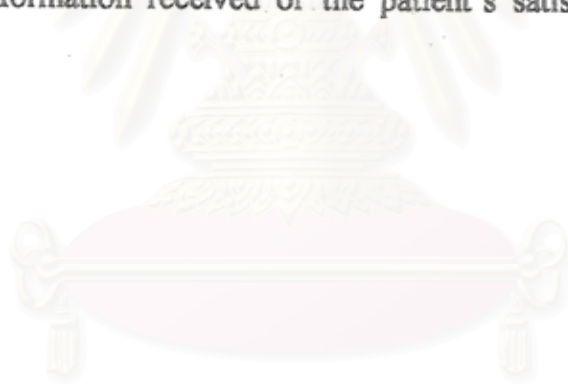 formation received of the patient's satis